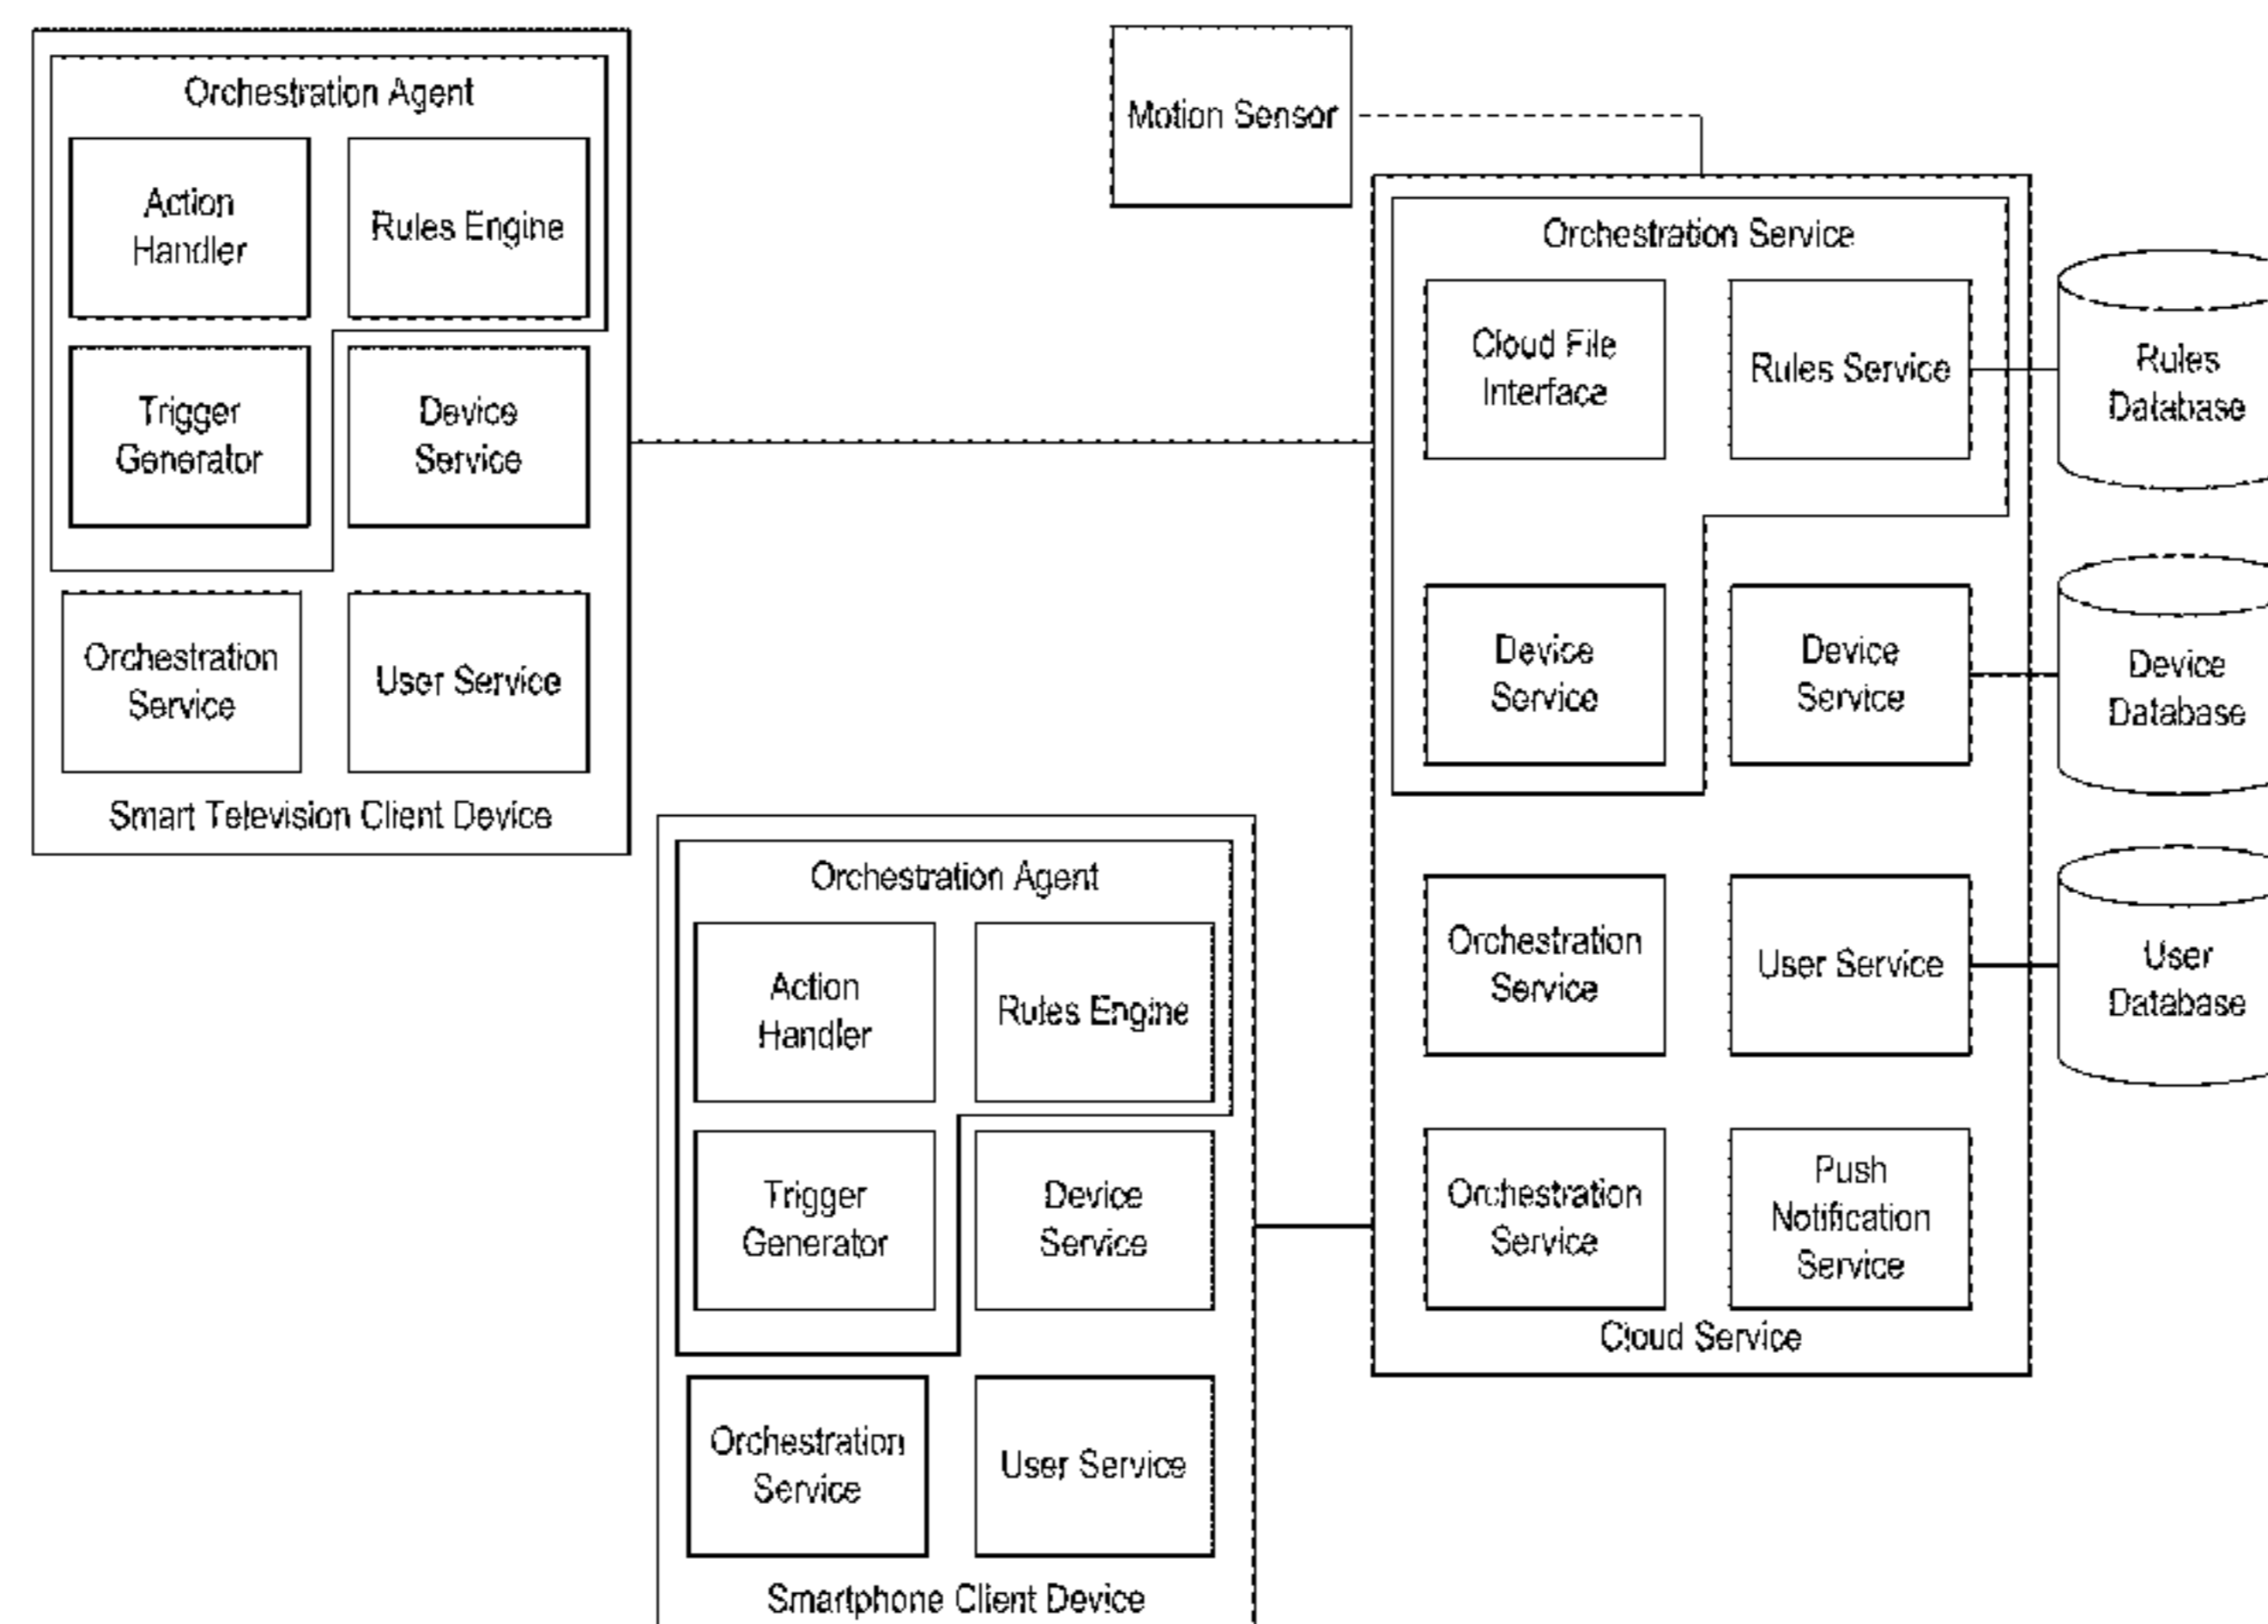 Orchestration Agent
Action
Handler
Rules Engine
Trigger
Generator
Device
Service
Orchestration
Service
User Service
Smart Television Client Device
Motion Sensor
Orchestration Service
Cloud File
Interface
Rules Service
Device
Service
Device
Service
Orchestration
Service
User Service
Orchestration
Service
Push
Notification
Service
Cloud Service
Rules
Database
Device
Database
User
Database
Orchestration Agent
Action
Handler
Rules Engine
Trigger
Generator
Device
Service
Orchestration
Service
User Service
Smartphone Client Device